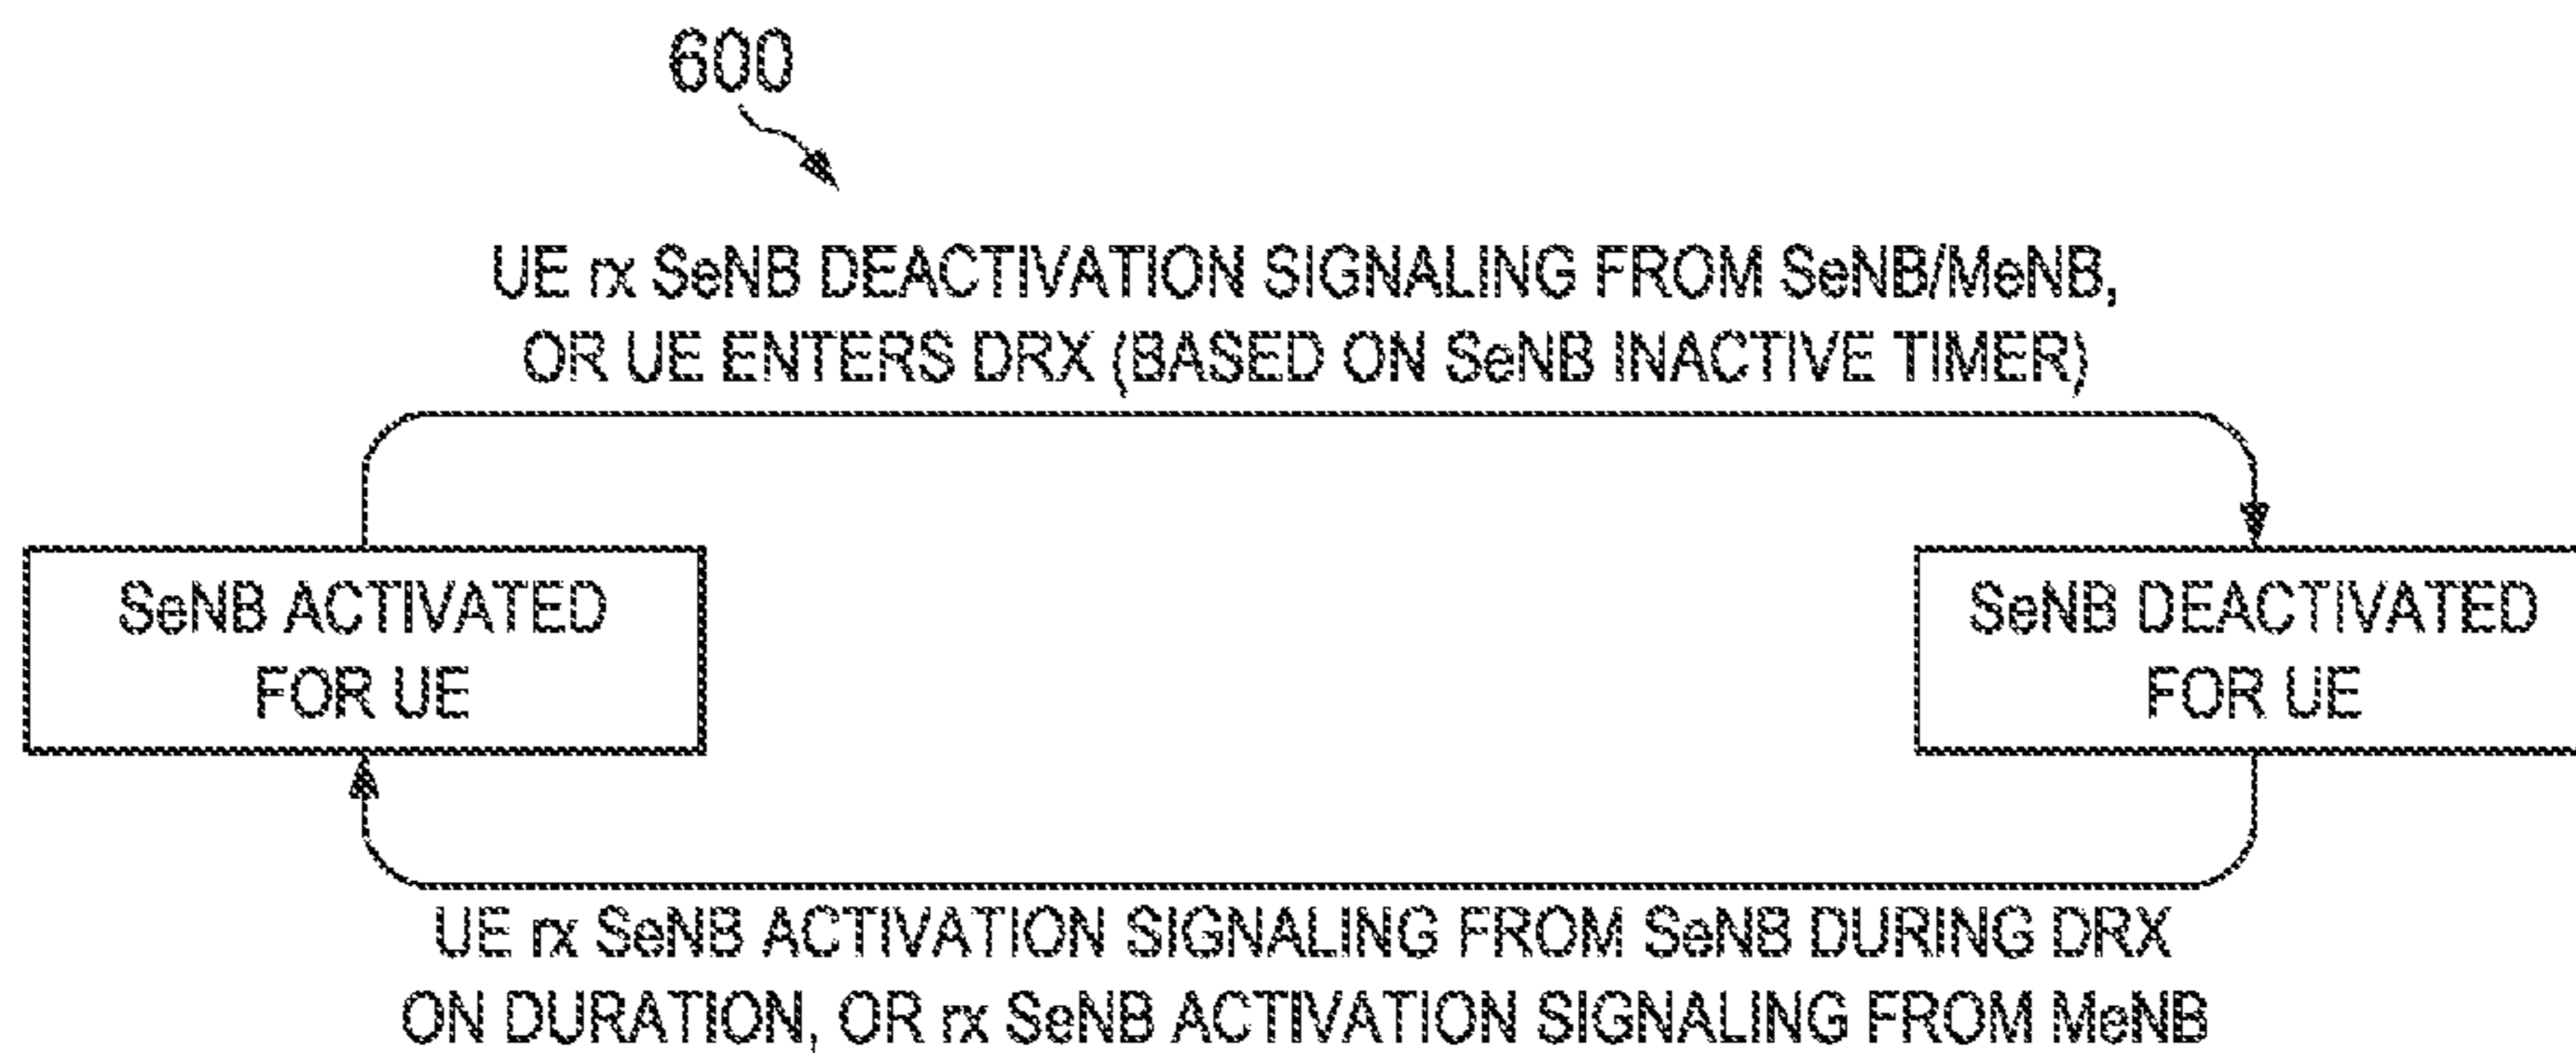 600
UE rx SeNB DEACTIVATION SIGNALING FROM SeNB/MeNB,
OR UE ENTERS DRX (BASED ON SeNB INACTIVE TIMER)
SeNB ACTIVATED
FOR UE
SeNB DEACTIVATED
FOR UE
UE rx SeNB ACTIVATION SIGNALING FROM SeNB DURING DRX
ON DURATION, OR rx SeNB ACTIVATION SIGNALING FROM MeNB